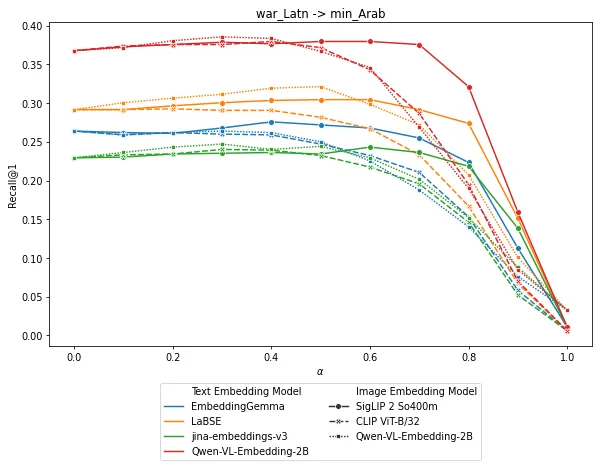 war_Latn -> min_Arab
Recall@1
0.40
0.35
0.30
0.25
0.20
0.15
0.10
0.05
0.00
0.0 0.2 0.4 0.6 0.8 1.0
α
Text Embedding Model Image Embedding Model
EmbeddingGemma SigLIP 2 So400m
LaBSE CLIP ViT-B/32
jina-embeddings-v3 Qwen-VL-Embedding-2B
Qwen-VL-Embedding-2B